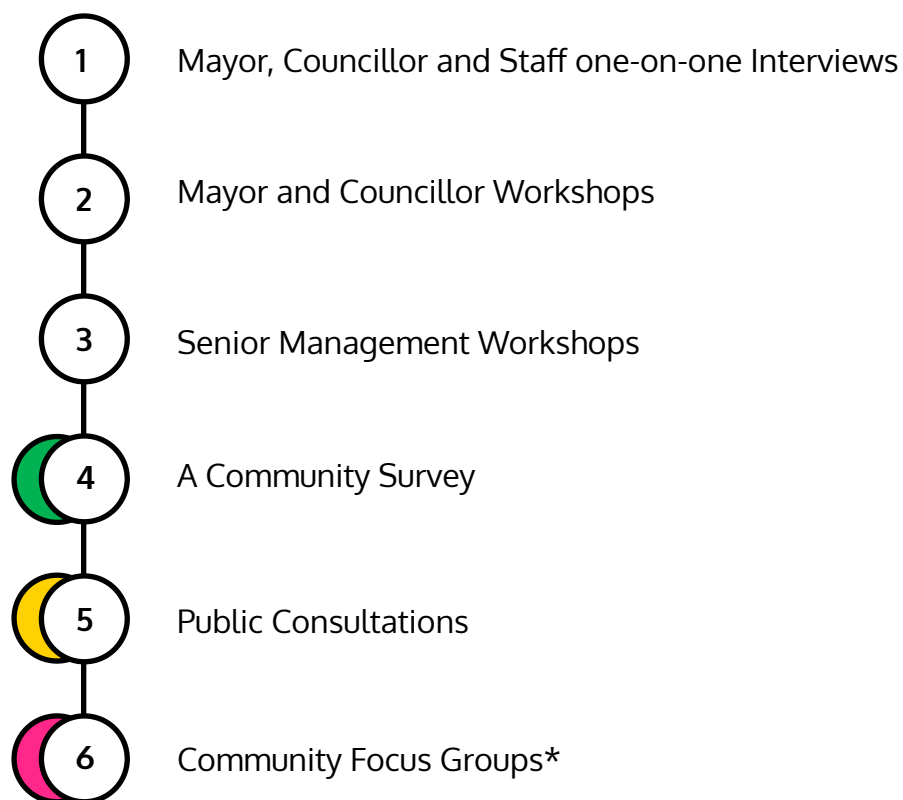 1 Mayor, Councillor and Staff one-on-one Interviews
2 Mayor and Councillor Workshops
3 Senior Management Workshops
4 A Community Survey
5 Public Consultations
6 Community Focus Groups*